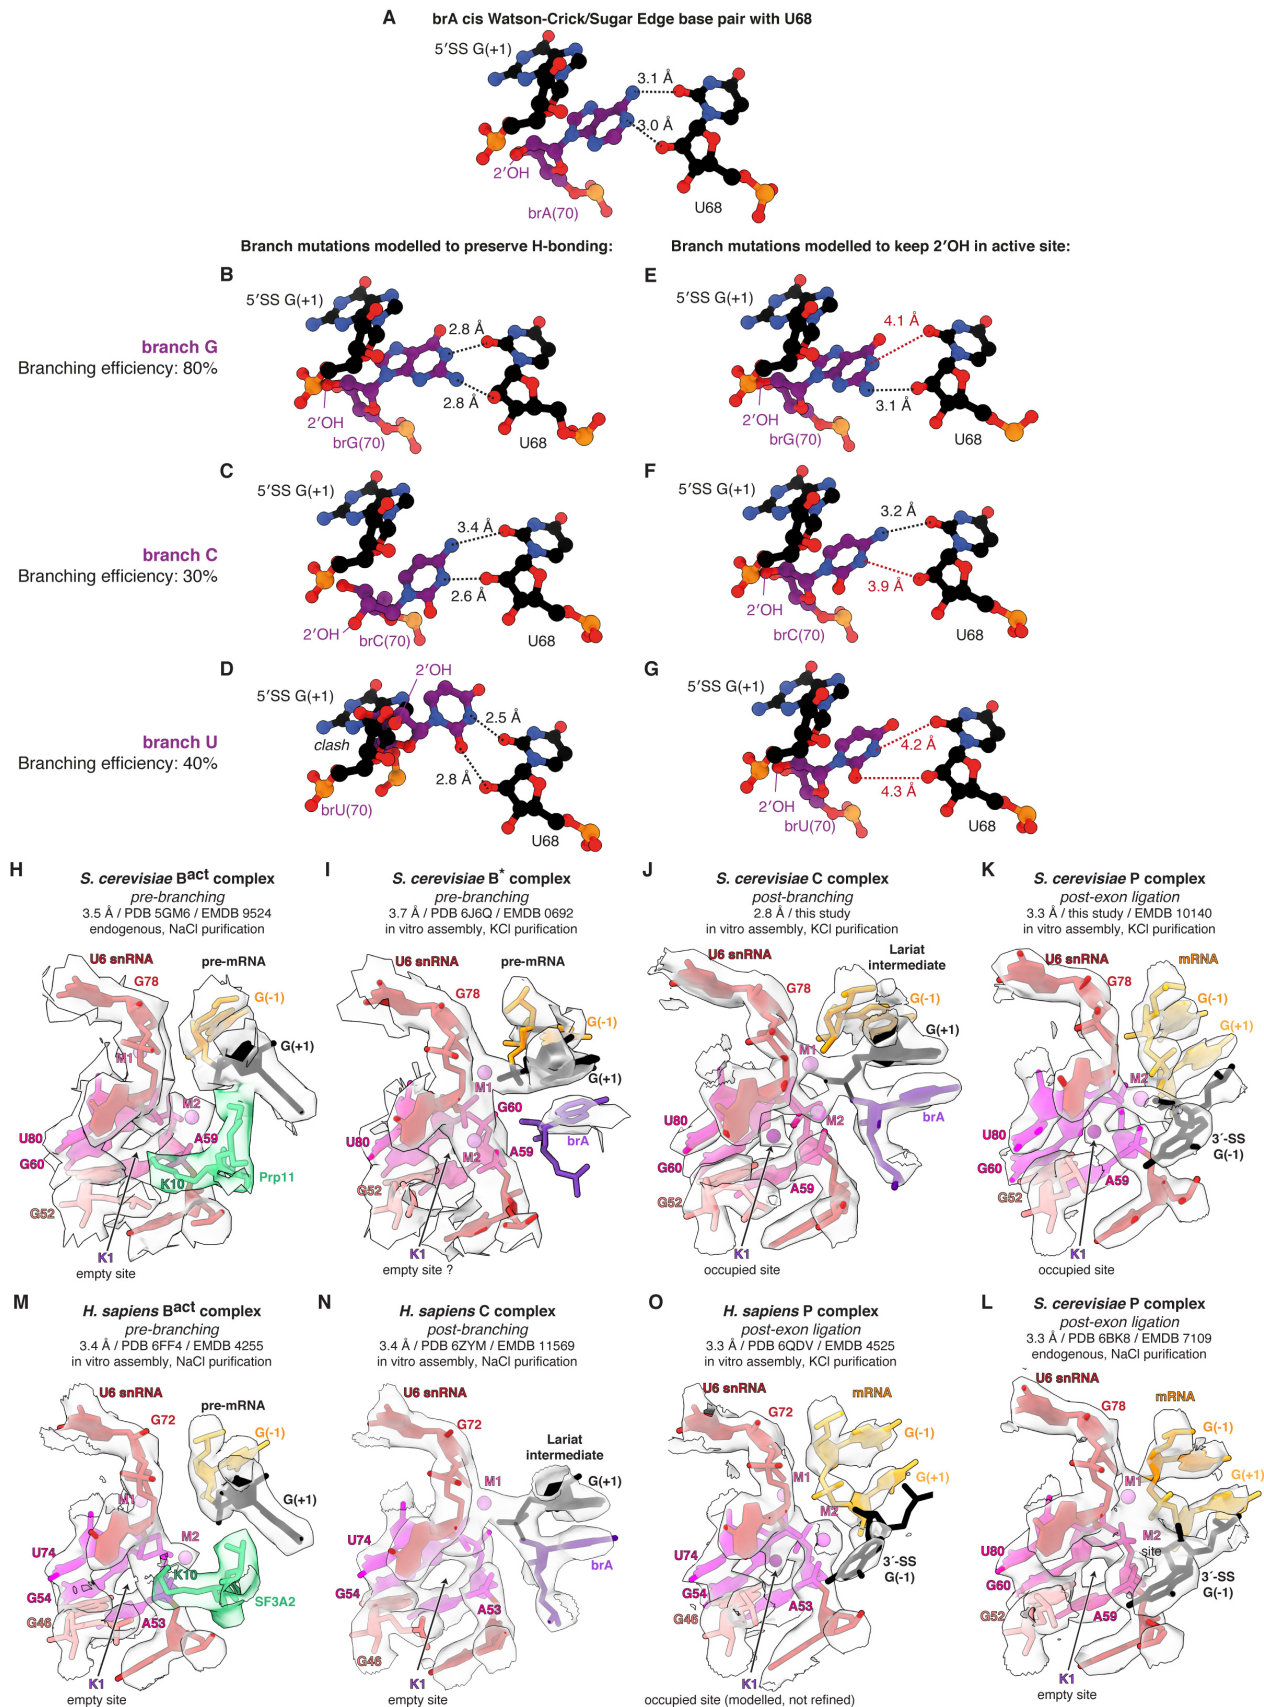 A brA cis Watson-Crick/Sugar Edge base pair with U68
5′SS G(+1)
3.1 Å
3.0 Å
2′OH
brA(70)
U68
Branch mutations modelled to preserve H-bonding:
Branch mutations modelled to keep 2′OH in active site:
B
5′SS G(+1)
2.8 Å
branch G
Branching efficiency: 80%
2.8 Å
2′OH
brG(70)
U68
E
5′SS G(+1)
4.1 Å
3.1 Å
2′OH
brG(70)
U68
C
5′SS G(+1)
3.4 Å
branch C
Branching efficiency: 30%
2.6 Å
2′OH
brC(70)
U68
F
5′SS G(+1)
3.2 Å
3.9 Å
2′OH
brC(70)
U68
D
2′OH
5′SS G(+1)
2.5 Å
clash
branch U
Branching efficiency: 40%
2.8 Å
brU(70)
U68
G
5′SS G(+1)
4.2 Å
4.3 Å
2′OH
brU(70)
U68
H
S. cerevisiae Bact complex
pre-branching
3.5 Å / PDB 5GM6 / EMDB 9524
endogenous, NaCl purification
U6 snRNA
pre-mRNA
G78
G(-1)
G(+1)
M1
M2
U80
A59
G60
K10
Prp11
G52
K1
empty site
I
S. cerevisiae B* complex
pre-branching
3.7 Å / PDB 6J6Q / EMDB 0692
in vitro assembly, KCl purification
U6 snRNA
pre-mRNA
G78
G(-1)
M1
G(+1)
G60
U80
brA
A59
M2
G60
G52
K1
empty site ?
J
S. cerevisiae C complex
post-branching
2.8 Å / this study
in vitro assembly, KCl purification
Lariat
intermediate
U6 snRNA
G78
G(-1)
G(+1)
M1
M2
U80
brA
G60
A59
G52
K1
occupied site
K
S. cerevisiae P complex
post-exon ligation
3.3 Å / this study / EMDB 10140
in vitro assembly, KCl purification
U6 snRNA
mRNA
G78
G(-1)
G(+1)
M2
U80
3´-SS
G(-1)
G60
A59
G52
K1
occupied site
M
H. sapiens Bact complex
pre-branching
3.4 Å / PDB 6FF4 / EMDB 4255
in vitro assembly, NaCl purification
U6 snRNA
pre-mRNA
G72
G(-1)
M1
G(+1)
M2
U74
K10
G54
SF3A2
G46
A53
K1
empty site
N
H. sapiens C complex
post-branching
3.4 Å / PDB 6ZYM / EMDB 11569
in vitro assembly, NaCl purification
U6 snRNA
G72
Lariat
intermediate
M1
G(+1)
U74
brA
G54
A53
G46
K1
empty site
O
H. sapiens P complex
post-exon ligation
3.3 Å / PDB 6QDV / EMDB 4525
in vitro assembly, KCl purification
U6 snRNA
mRNA
G72
G(-1)
M1
G(+1)
M2
U74
3´-SS
G(-1)
G54
A53
G46
K1
occupied site (modelled, not refined)
L
S. cerevisiae P complex
post-exon ligation
3.3 Å / PDB 6BK8 / EMDB 7109
endogenous, NaCl purification
U6 snRNA
mRNA
G78
G(-1)
M1
G(+1)
M2
site
U80
G60
3´-SS
G(-1)
G52
A59
K1
empty site